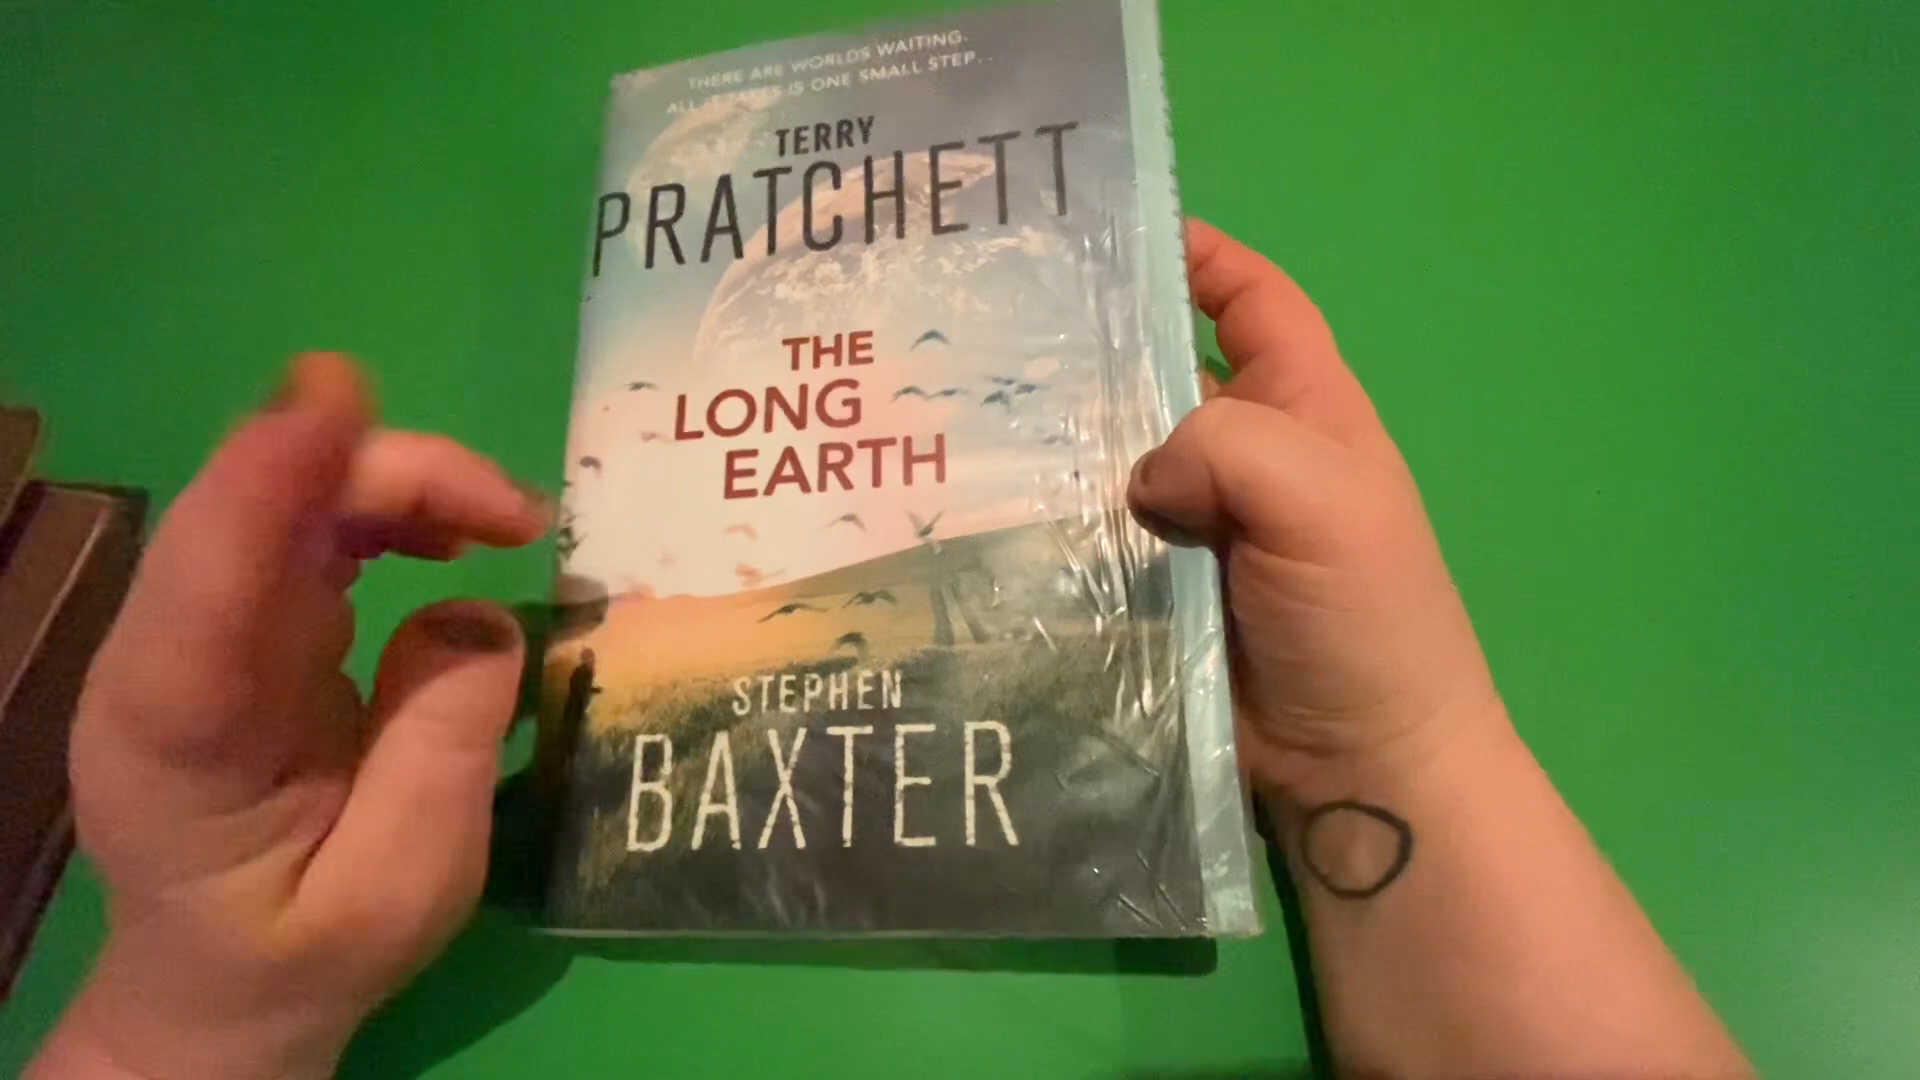 THERE ARE WORLDS WAITING.
ALL IT TAKES IS ONE SMALL STEP...
TERRY
PRATCHETT
THE
LONG
EARTH
STEPHEN
BAXTER